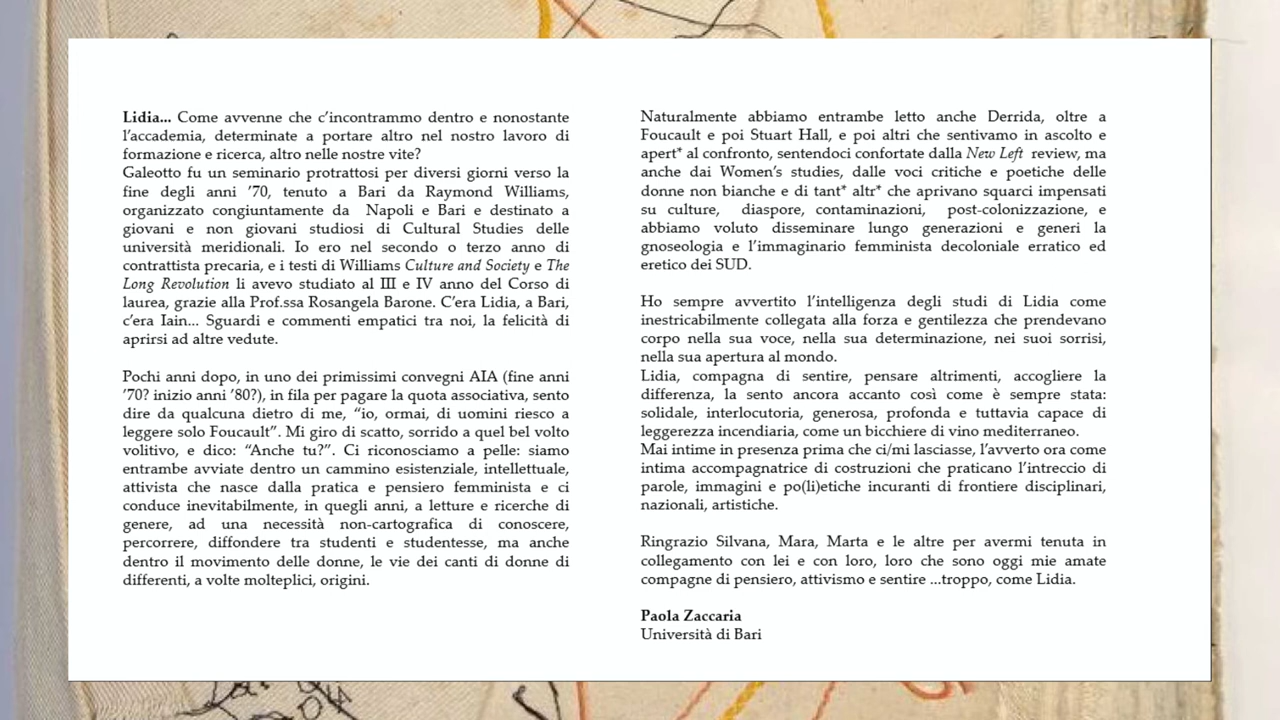 Lidia... Come avvenne che c'incontrammo dentro e nonostante
l'accademia, determinate a portare altro nel nostro lavoro di
formazione e ricerca, altro nelle nostre vite?
Galeotto fu un seminario protrattosi per diversi giorni verso la
fine degli anni '70, tenuto a Bari da Raymond Williams,
organizzato congiuntamente da Napoli e Bari e destinato a
giovani e non giovani studiosi di Cultural Studies delle
università meridionali. Io ero nel secondo o terzo anno di
contrattista precaria, e i testi di Williams Culture and Society e The
Long Revolution li avevo studiato al III e IV anno del Corso di
laurea, grazie alla Prof.ssa Rosangela Barone. C'era Lidia, a Bari,
c'era Iain... Sguardi e commenti empatici tra noi, la felicità di
aprirsi ad altre vedute.
Pochi anni dopo, in uno dei primissimi convegni AIA (fine anni
'70? inizio anni '80?), in fila per pagare la quota associativa, sento
dire da qualcuna dietro di me, "io, ormai, di uomini riesco a
leggere solo Foucault". Mi giro di scatto, sorrido a quel bel volto
volitivo, e dico: "Anche tu?". Ci riconosciamo a pelle: siamo
entrambe avviate dentro un cammino esistenziale, intellettuale,
attivista che nasce dalla pratica e pensiero femminista e ci
conduce inevitabilmente, in quegli anni, a letture e ricerche di
genere, ad una necessità non-cartografica di conoscere,
percorrere, diffondere tra studenti e studentesse, ma anche
dentro il movimento delle donne, le vie dei canti di donne di
differenti, a volte molteplici, origini.
Naturalmente abbiamo entrambe letto anche Derrida, oltre a
Foucault e poi Stuart Hall, e poi altri che sentivamo in ascolto e
apert* al confronto, sentendoci confortate dalla New Left review, ma
anche dai Women's studies, dalle voci critiche e poetiche delle
donne non bianche e di tant* altr* che aprivano squarci impensati
su culture, diaspore, contaminazioni, post-colonizzazione, e
abbiamo voluto disseminare lungo generazioni e generi la
gnoseologia e l'immaginario femminista decoloniale erratico ed
eretico dei SUD.
Ho sempre avvertito l'intelligenza degli studi di Lidia come
inestricabilmente collegata alla forza e gentilezza che prendevano
corpo nella sua voce, nella sua determinazione, nei suoi sorrisi,
nella sua apertura al mondo.
Lidia, compagna di sentire, pensare altrimenti, accogliere la
differenza, la sento ancora accanto così come è sempre stata:
solidale, interlocutoria, generosa, profonda e tuttavia capace di
leggerezza incendiaria, come un bicchiere di vino mediterraneo.
Mai intime in presenza prima che ci/mi lasciasse, l'avverto ora come
intima accompagnatrice di costruzioni che praticano l'intreccio di
parole, immagini e po(li)etiche incuranti di frontiere disciplinari,
nazionali, artistiche.
Ringrazio Silvana, Mara, Marta e le altre per avermi tenuta in
collegamento con lei e con loro, loro che sono oggi mie amate
compagne di pensiero, attivismo e sentire ...troppo, come Lidia.
Paola Zaccaria
Università di Bari